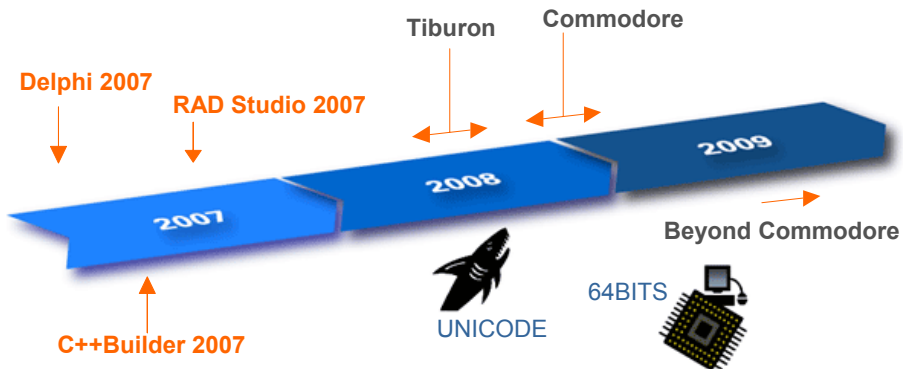 Tiburon
Commodore
Delphi 2007
RAD Studio 2007
2007
2008
2009
Beyond Commodore
UNICODE
64BITS
C++Builder 2007